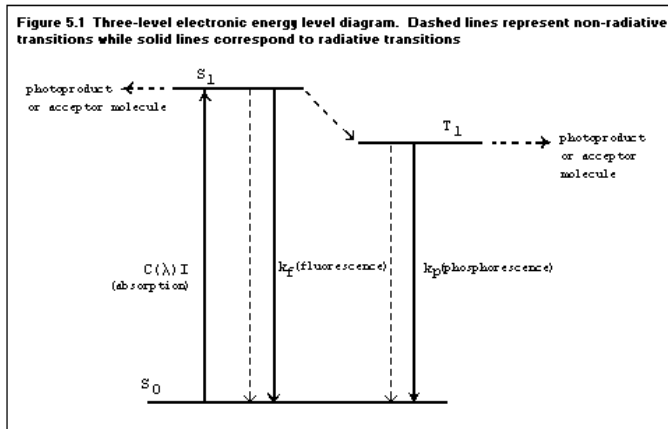 Figure 5.1 Three-level electronic energy level diagram. Dashed lines represent non-radiative
transitions while solid lines correspond to radiative transitions
S1
photoproduct
or acceptor molecule
T1
photoproduct
or acceptor
molecule
C(λ)I
(absorption)
kf(fluorescence)
kp(phosphorescence)
S0